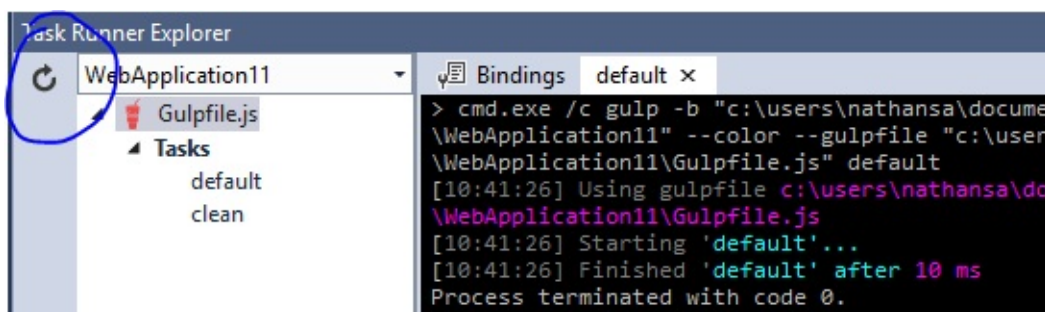 Task Runner Explorer
WebApplication11
Gulpfile.js
Tasks
default
clean
Bindings default ×
> cmd.exe /c gulp -b "c:\users\nathansa\docume
\WebApplication11" --color --gulpfile "c:\user
\WebApplication11\Gulpfile.js" default
[10:41:26] Using gulpfile c:\users\nathansa\do
\WebApplication11\Gulpfile.js
[10:41:26] Starting 'default'...
[10:41:26] Finished 'default' after 10 ms
Process terminated with code 0.